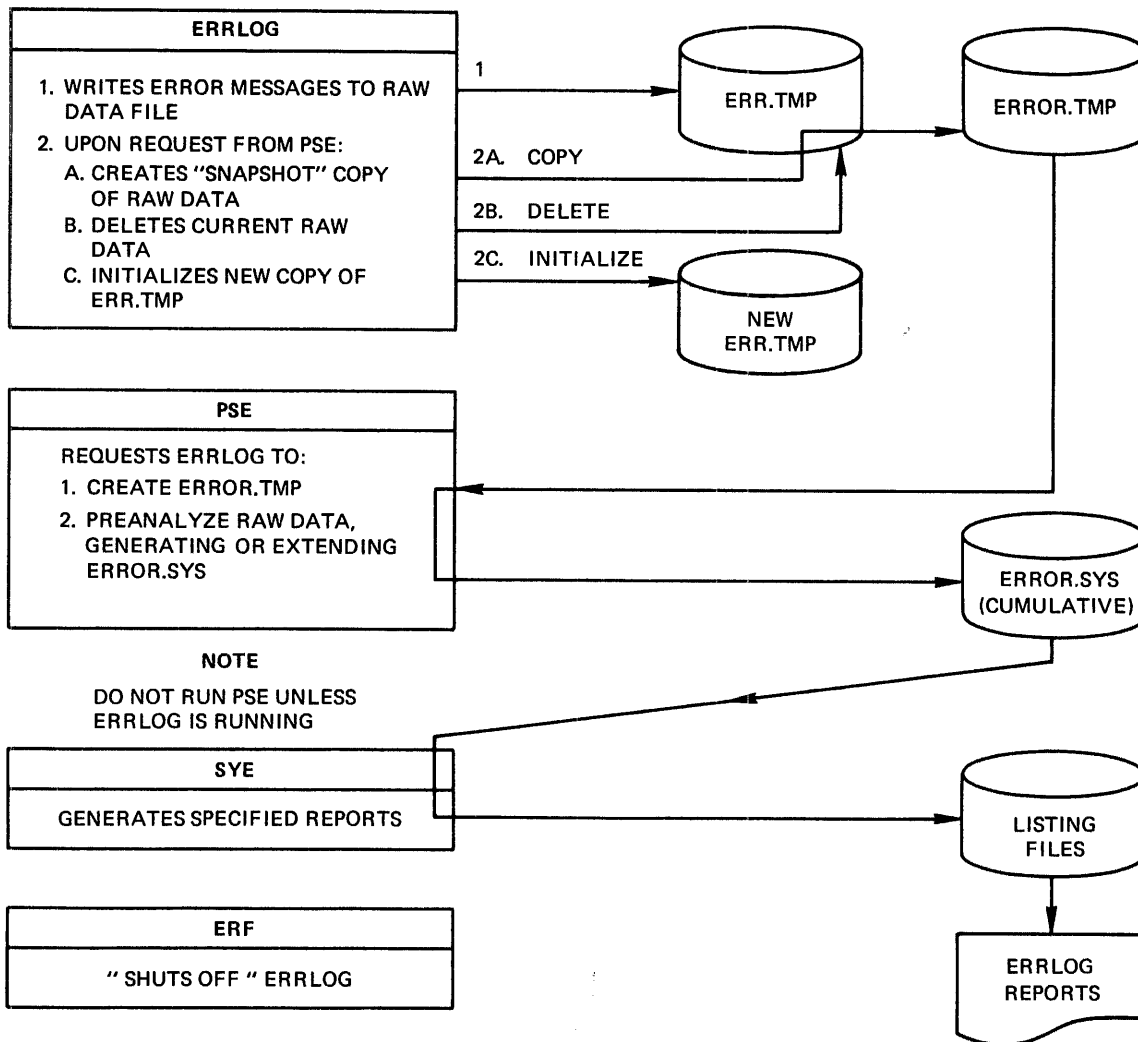 ERRLOG
1. WRITES ERROR MESSAGES TO RAW
DATA FILE
2. UPON REQUEST FROM PSE:
A. CREATES "SNAPSHOT" COPY
OF RAW DATA
B. DELETES CURRENT RAW
DATA
C. INITIALIZES NEW COPY OF
ERR.TMP
1
2A. COPY
2B. DELETE
2C. INITIALIZE
ERR.TMP
ERROR.TMP
NEW
ERR.TMP
PSE
REQUESTS ERRLOG TO:
1. CREATE ERROR.TMP
2. PREANALYZE RAW DATA,
GENERATING OR EXTENDING
ERROR.SYS
ERROR.SYS
(CUMULATIVE)
NOTE
DO NOT RUN PSE UNLESS
ERRLOG IS RUNNING
SYE
GENERATES SPECIFIED REPORTS
LISTING
FILES
ERF
" SHUTS OFF " ERRLOG
ERRLOG
REPORTS